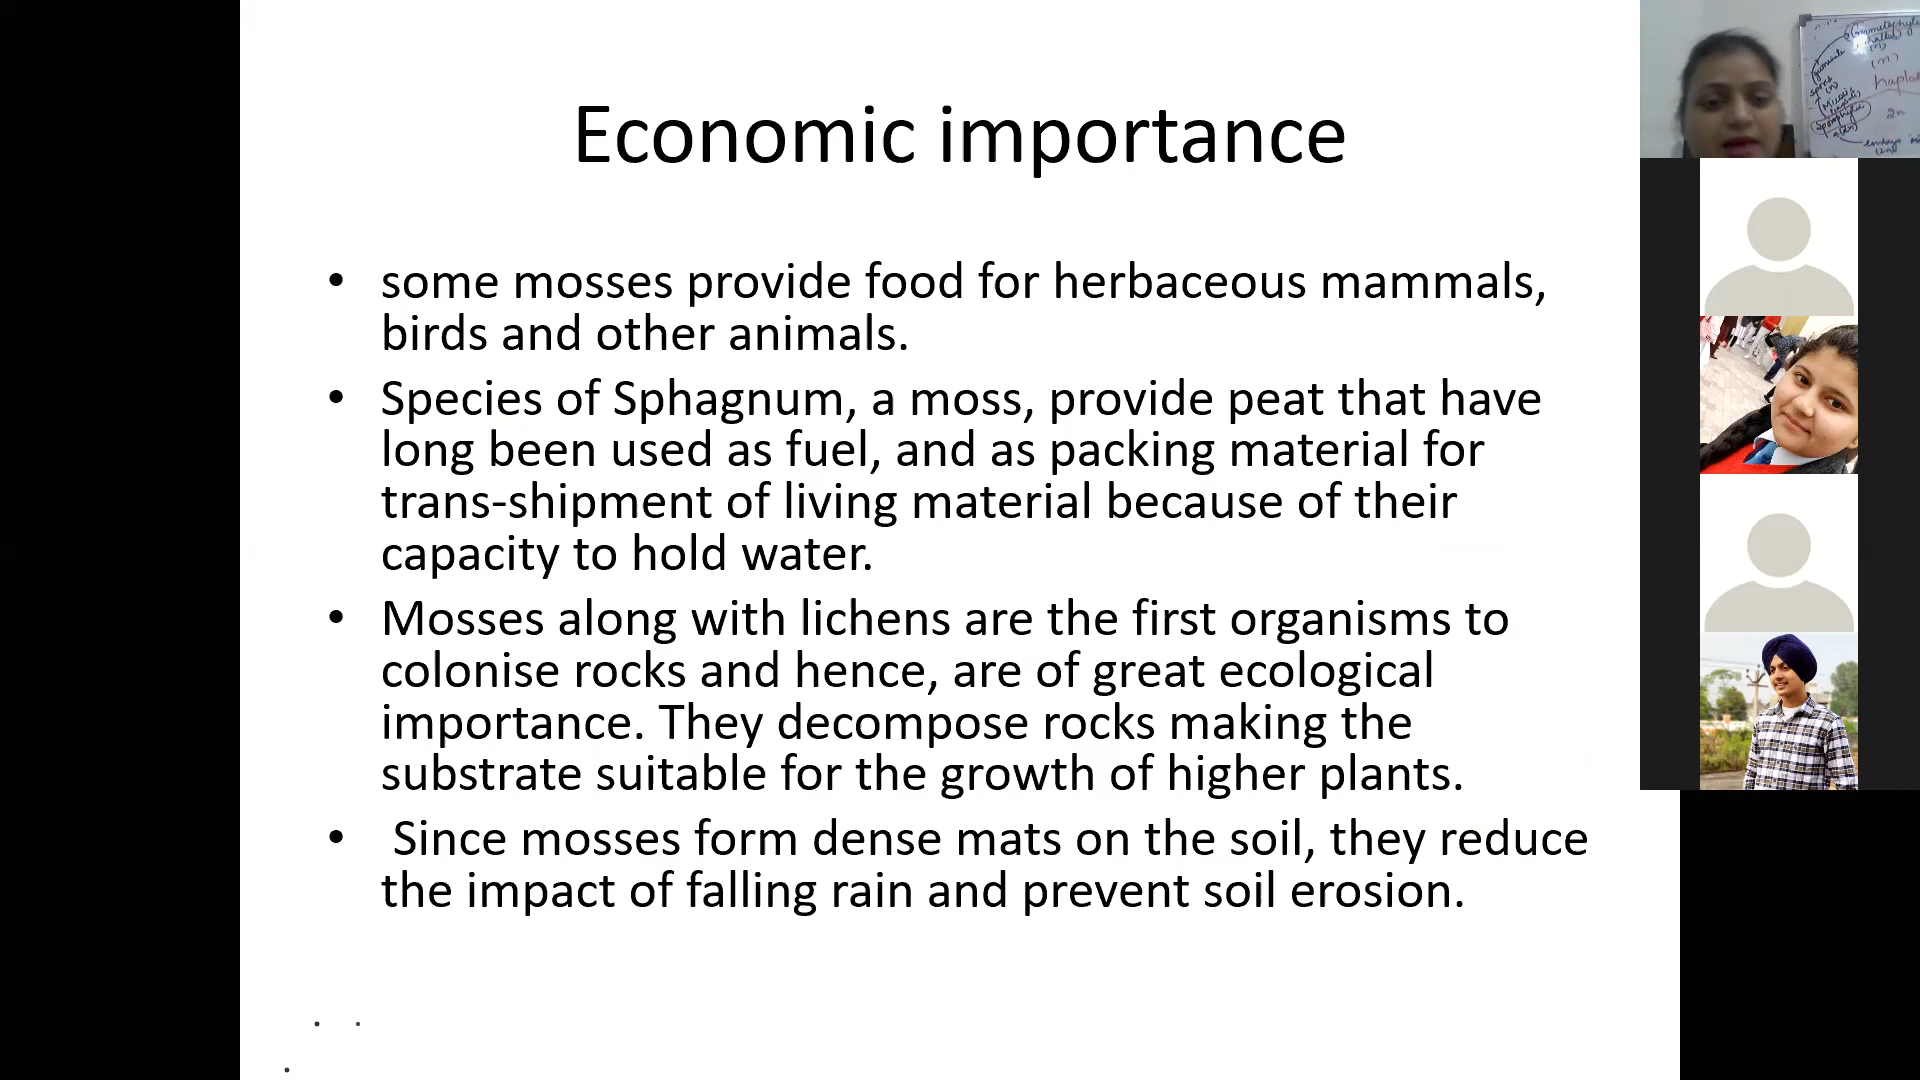 Economic importance
• some mosses provide food for herbaceous mammals,
birds and other animals.
• Species of Sphagnum, a moss, provide peat that have
long been used as fuel, and as packing material for
trans-shipment of living material because of their
capacity to hold water.
• Mosses along with lichens are the first organisms to
colonise rocks and hence, are of great ecological
importance. They decompose rocks making the
substrate suitable for the growth of higher plants.
• Since mosses form dense mats on the soil, they reduce
the impact of falling rain and prevent soil erosion.
(n)
2n